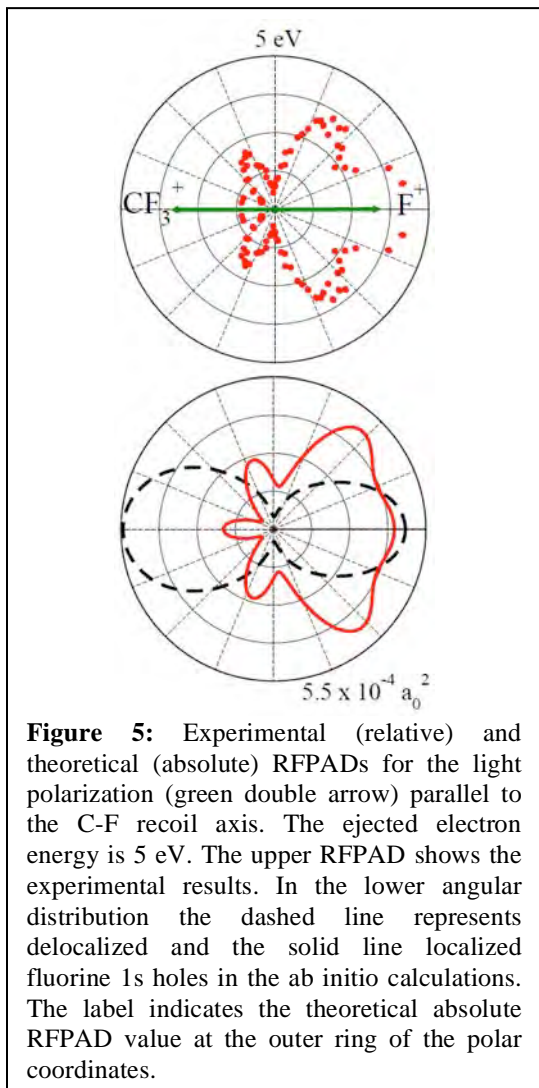 5 eV
CF3+ F+
5.5 x 10-4 a02
Figure 5: Experimental (relative) and
theoretical (absolute) RFPADs for the light
polarization (green double arrow) parallel to
the C-F recoil axis. The ejected electron
energy is 5 eV. The upper RFPAD shows the
experimental results. In the lower angular
distribution the dashed line represents
delocalized and the solid line localized
fluorine 1s holes in the ab initio calculations.
The label indicates the theoretical absolute
RFPAD value at the outer ring of the polar
coordinates.